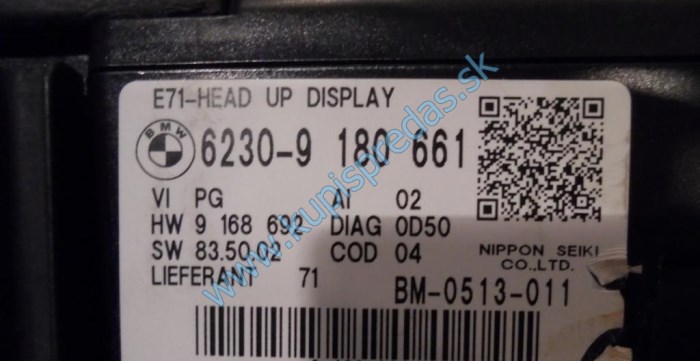 E71-HEAD UP DISPLAY
BMW 6230-9 180 661
VI PG AI 02
HW 9 168 692 DIAG 0D50
SW 83.50.02 COD 04
NIPPON SEIKI
CO.,LTD.
LIEFERANT 71
BM-0513-011
www.kupispredas.sk